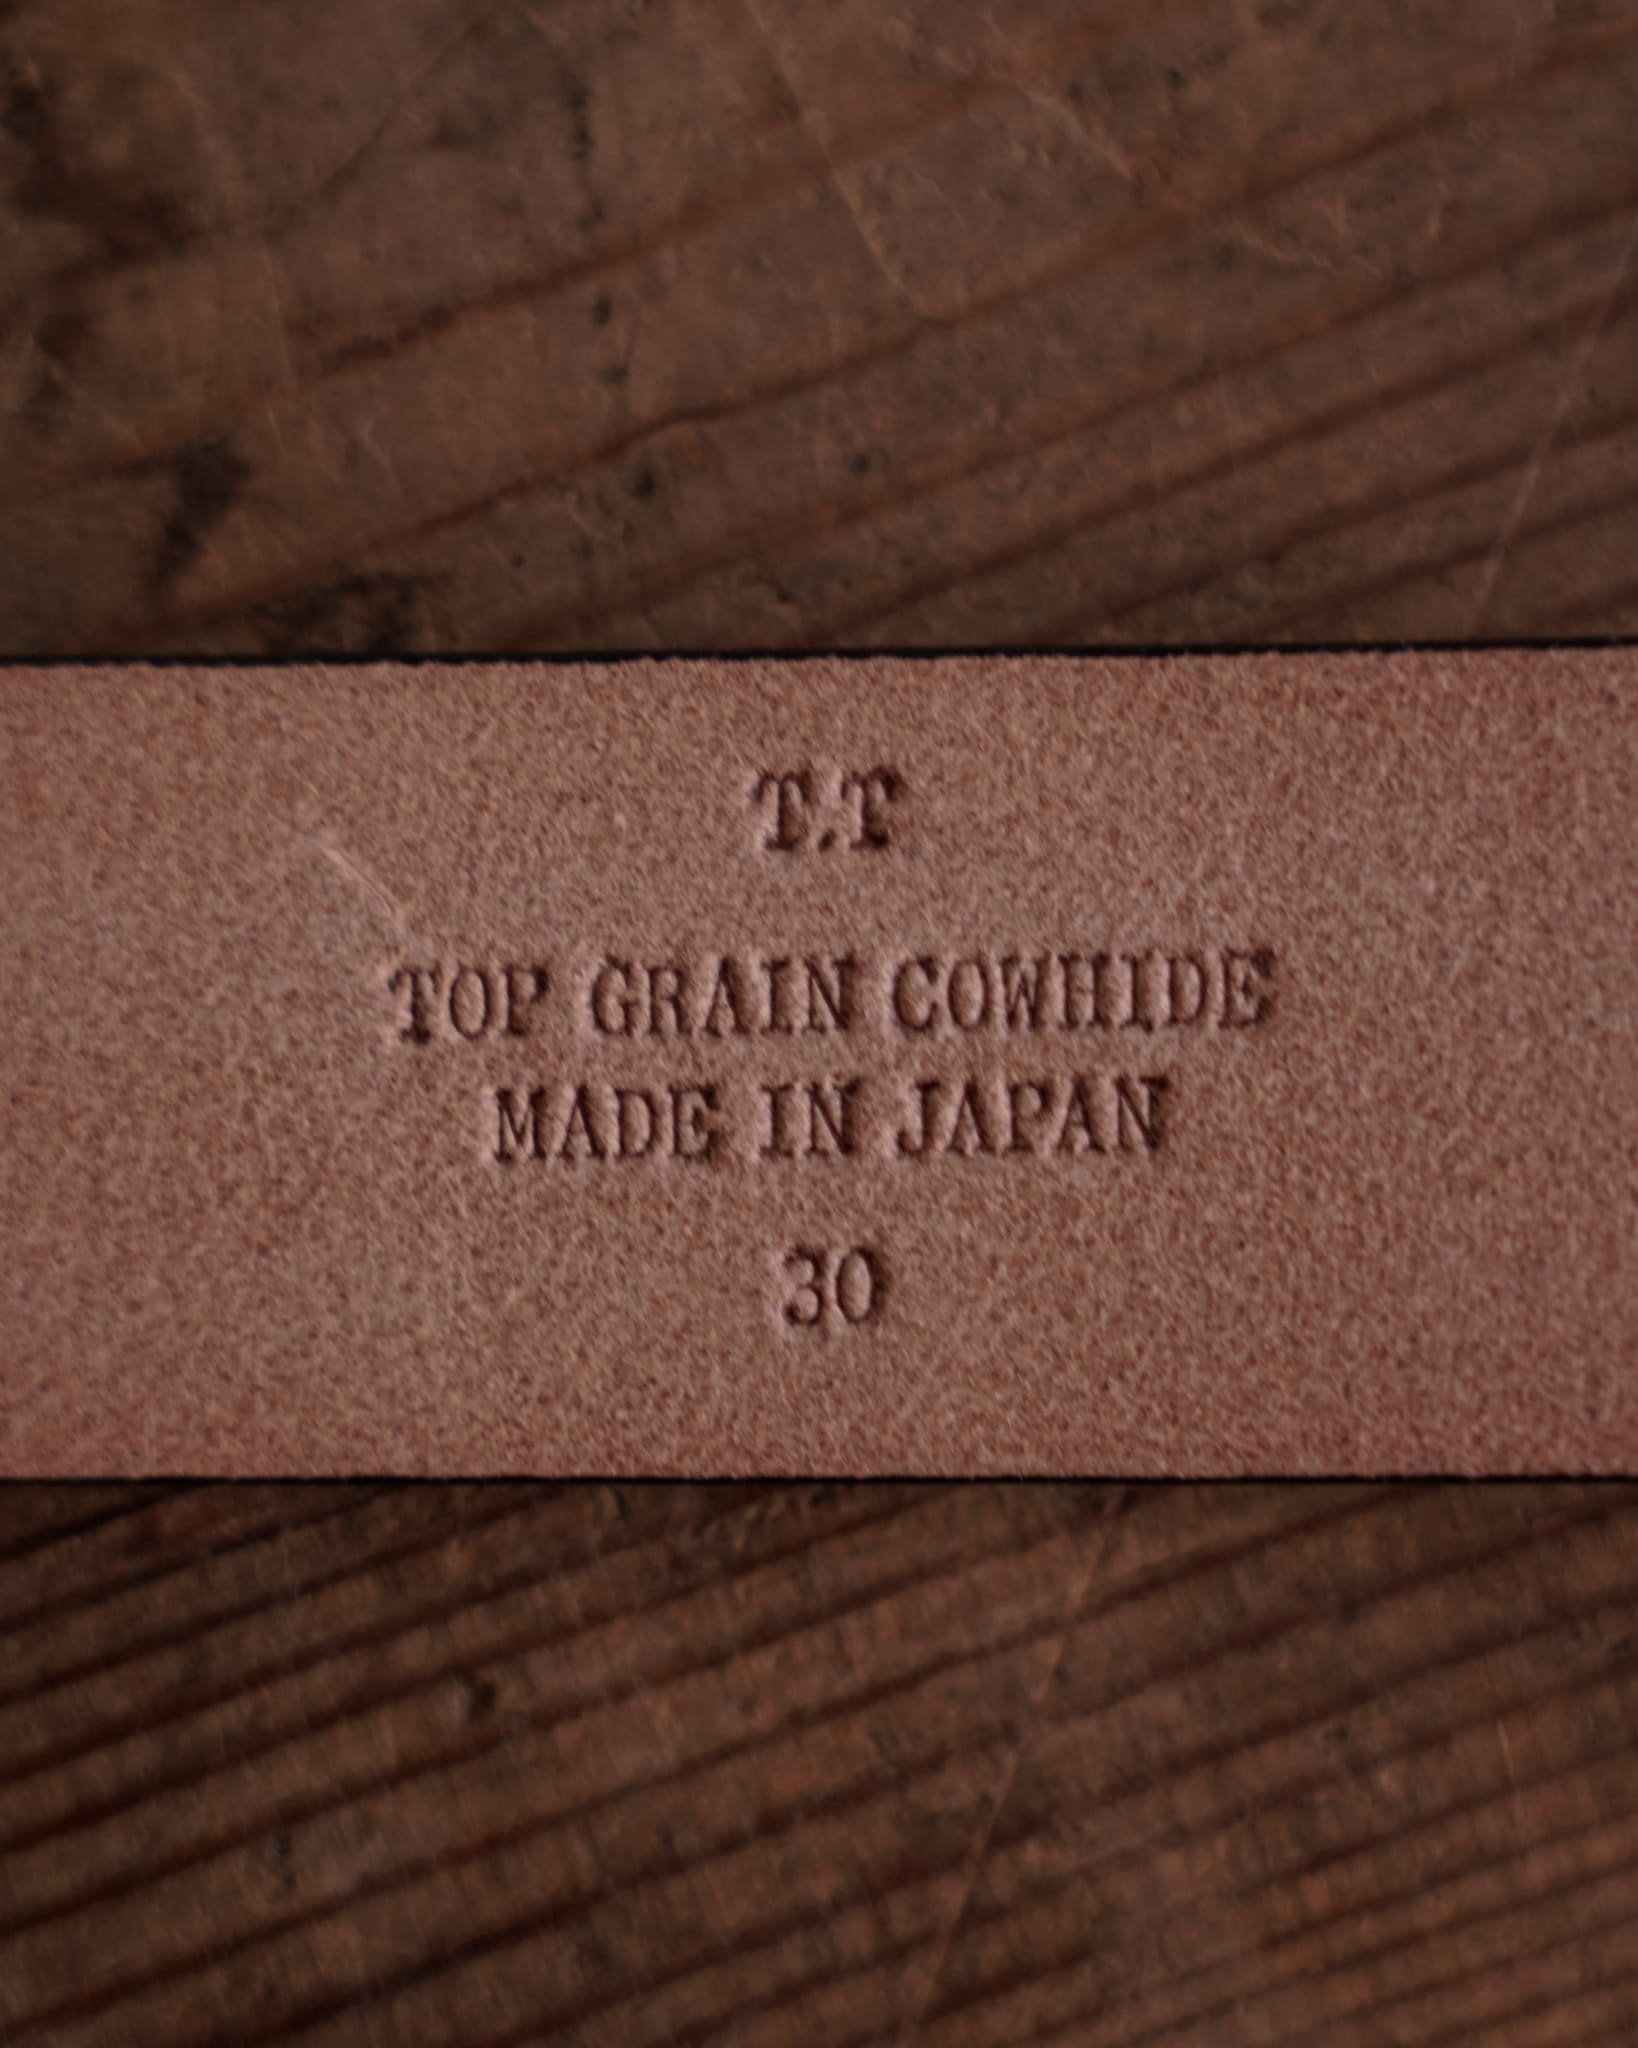 T.T
TOP GRAIN COWHIDE
MADE IN JAPAN
30